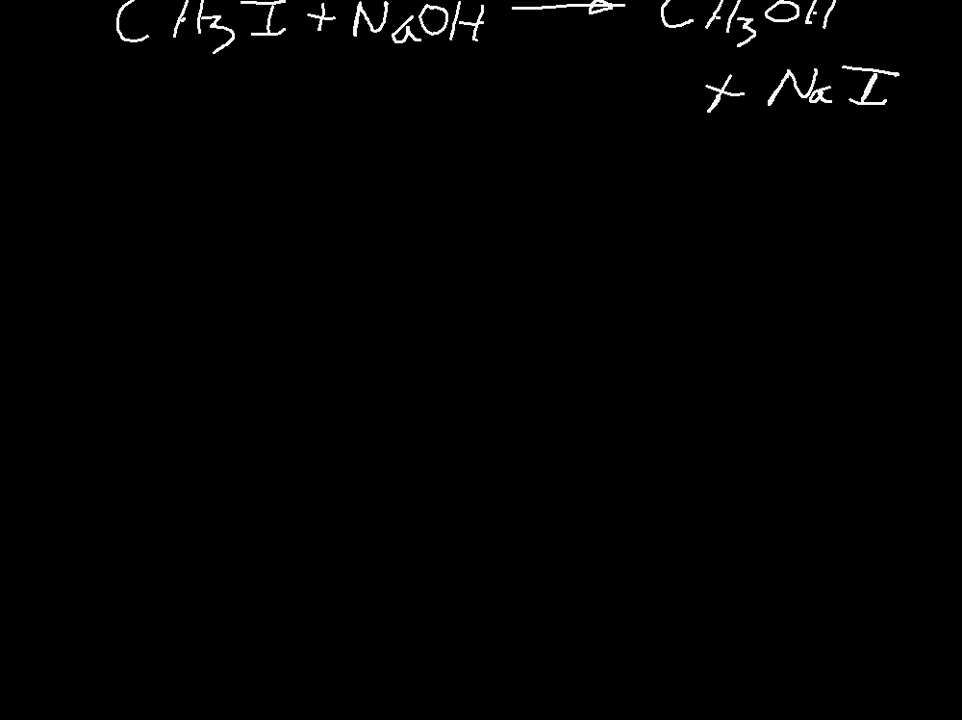 CH₃I + NaOH → CH₃OH
+ NaI